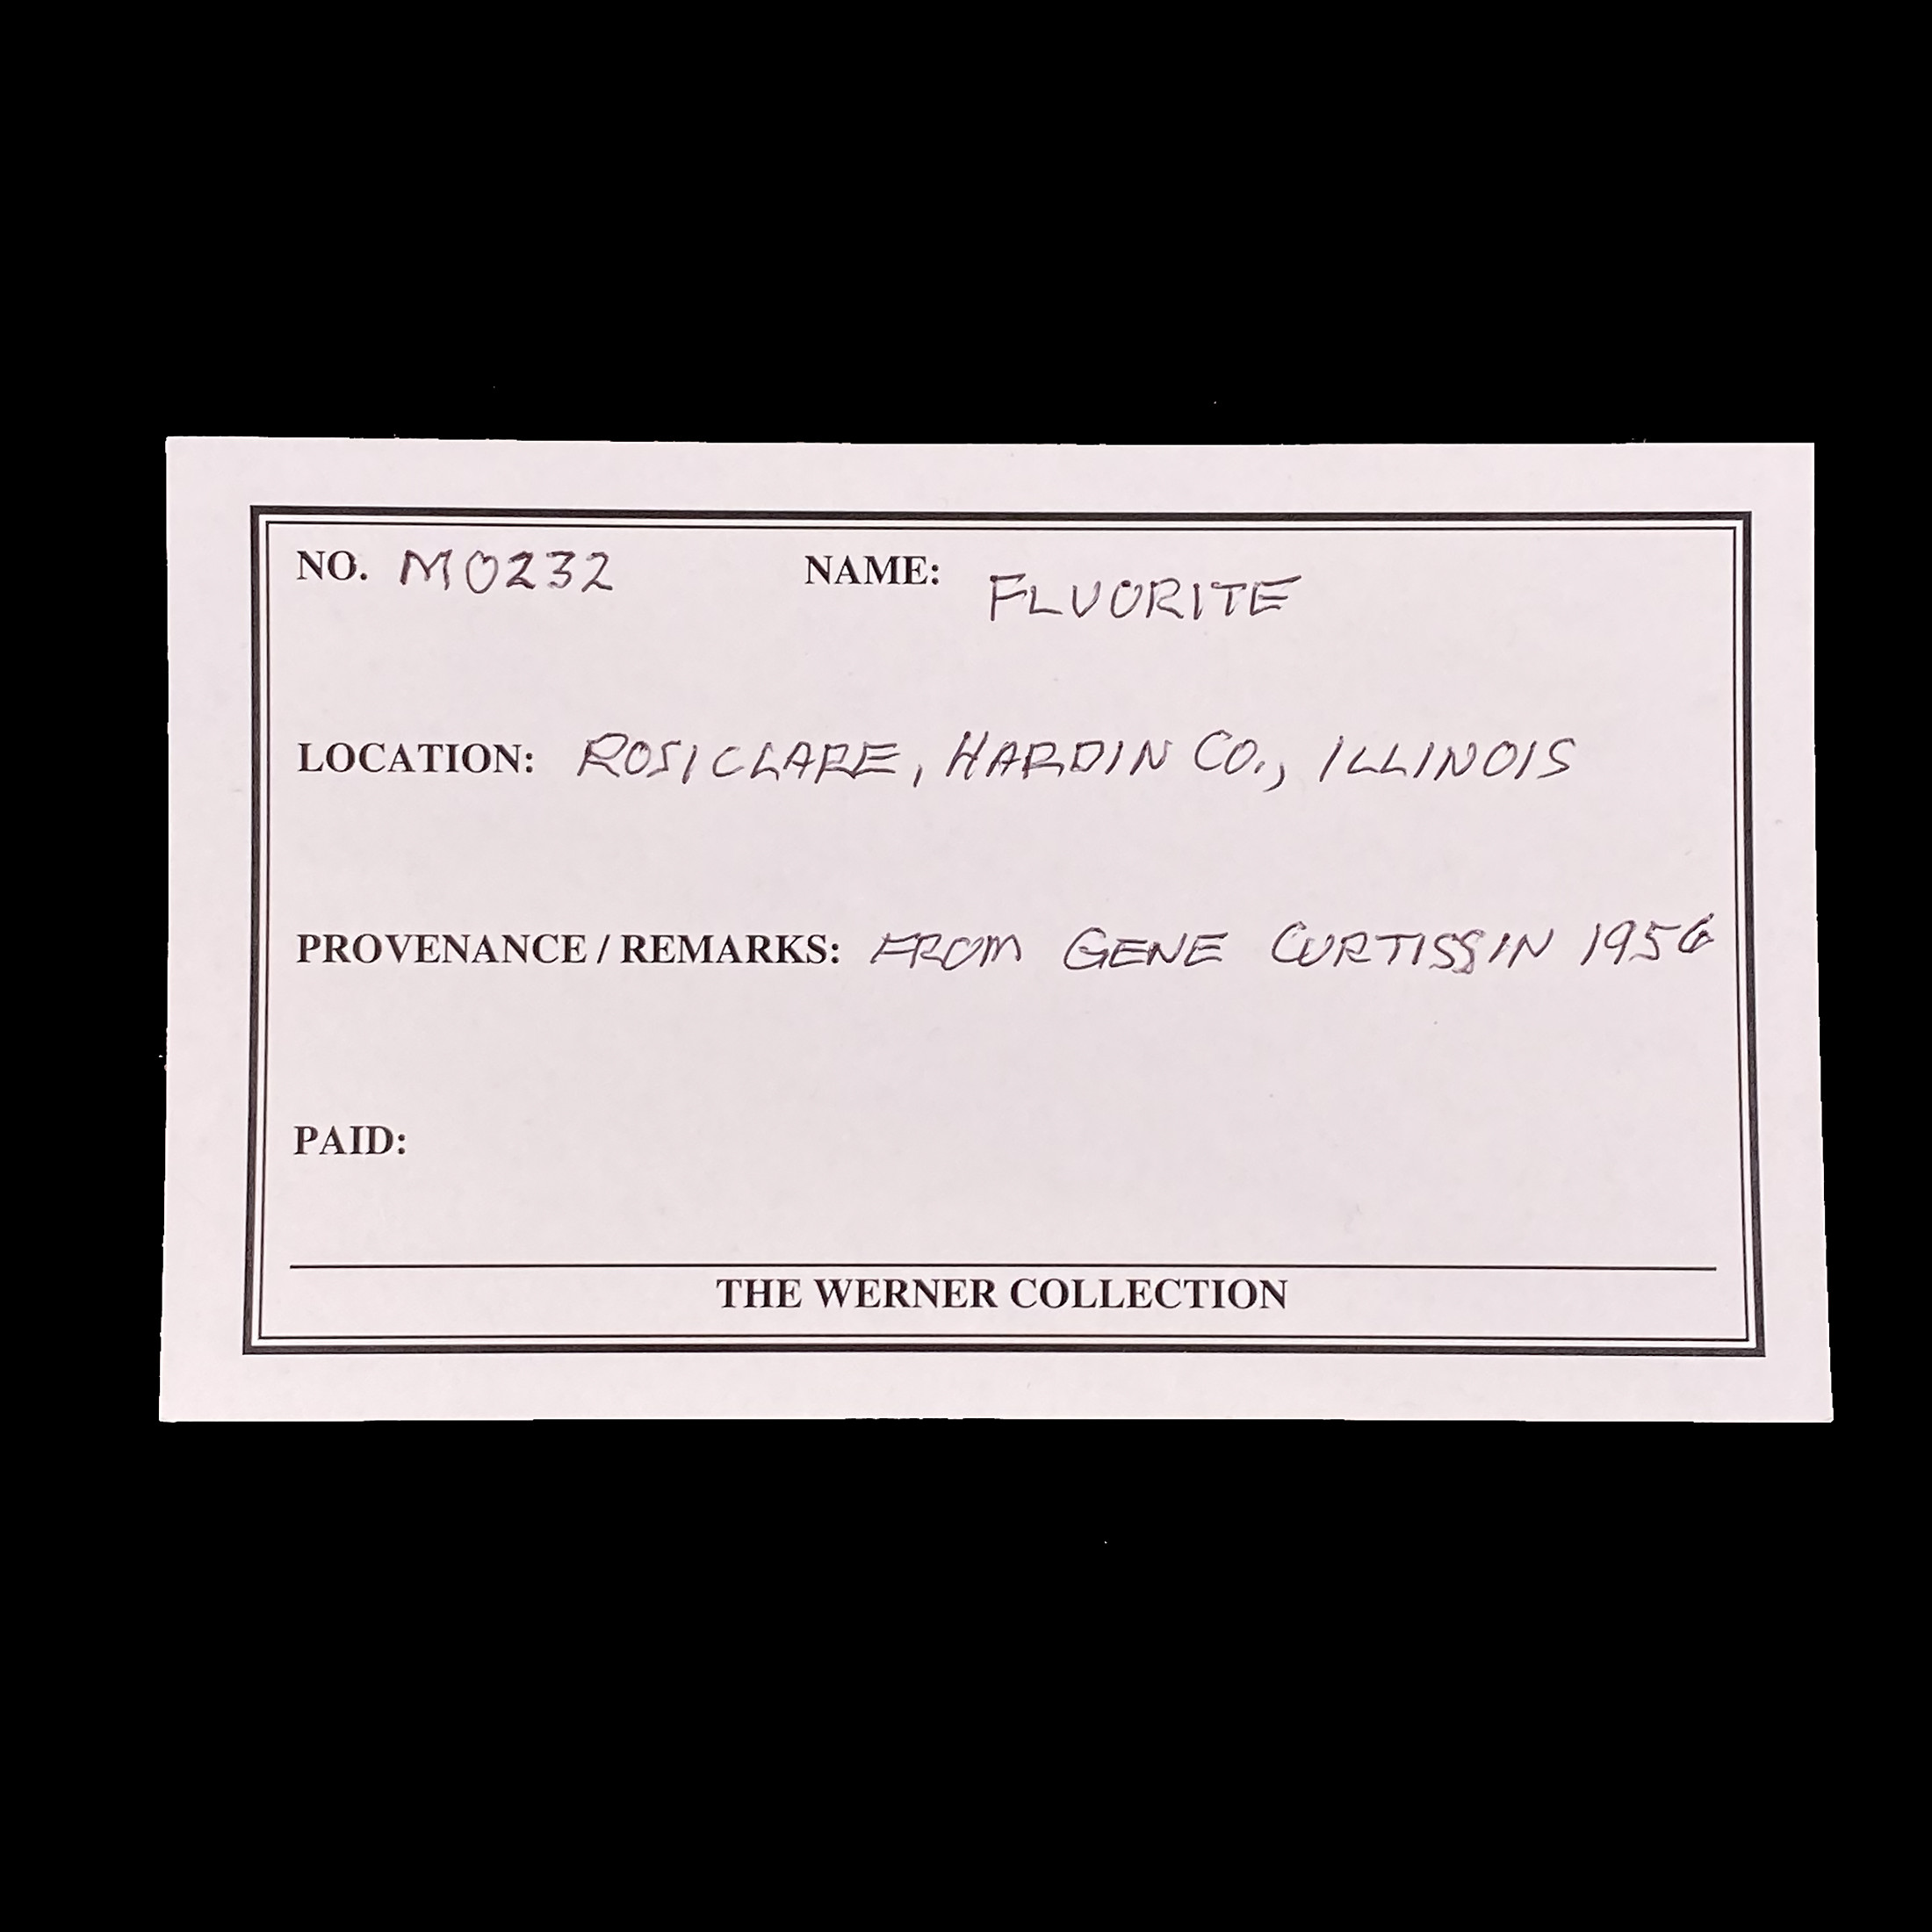 NO. M0232 NAME: FLUORITE
LOCATION: ROSICLARE, HARDIN CO., ILLINOIS
PROVENANCE / REMARKS: FROM GENE CURTISS IN 1956
PAID:
THE WERNER COLLECTION